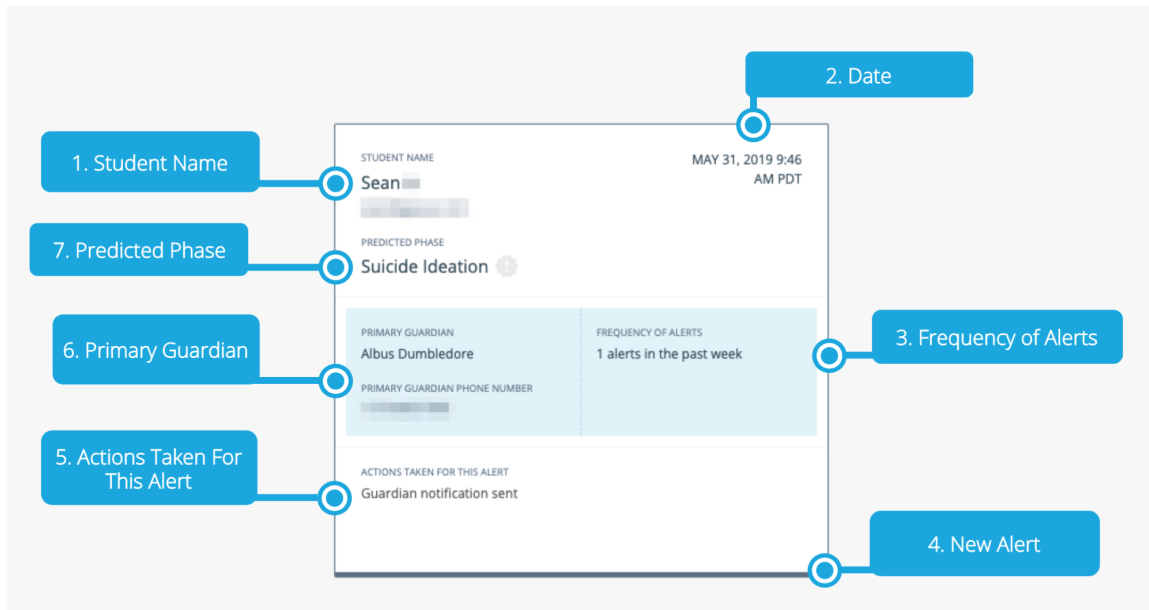 2. Date
1. Student Name
STUDENT NAME
MAY 31, 2019 9:46
AM PDT
Sean
7. Predicted Phase
PREDICTED PHASE
Suicide Ideation
6. Primary Guardian
PRIMARY GUARDIAN
Albus Dumbledore
PRIMARY GUARDIAN PHONE NUMBER
FREQUENCY OF ALERTS
1 alerts in the past week
3. Frequency of Alerts
5. Actions Taken For
This Alert
ACTIONS TAKEN FOR THIS ALERT
Guardian notification sent
4. New Alert